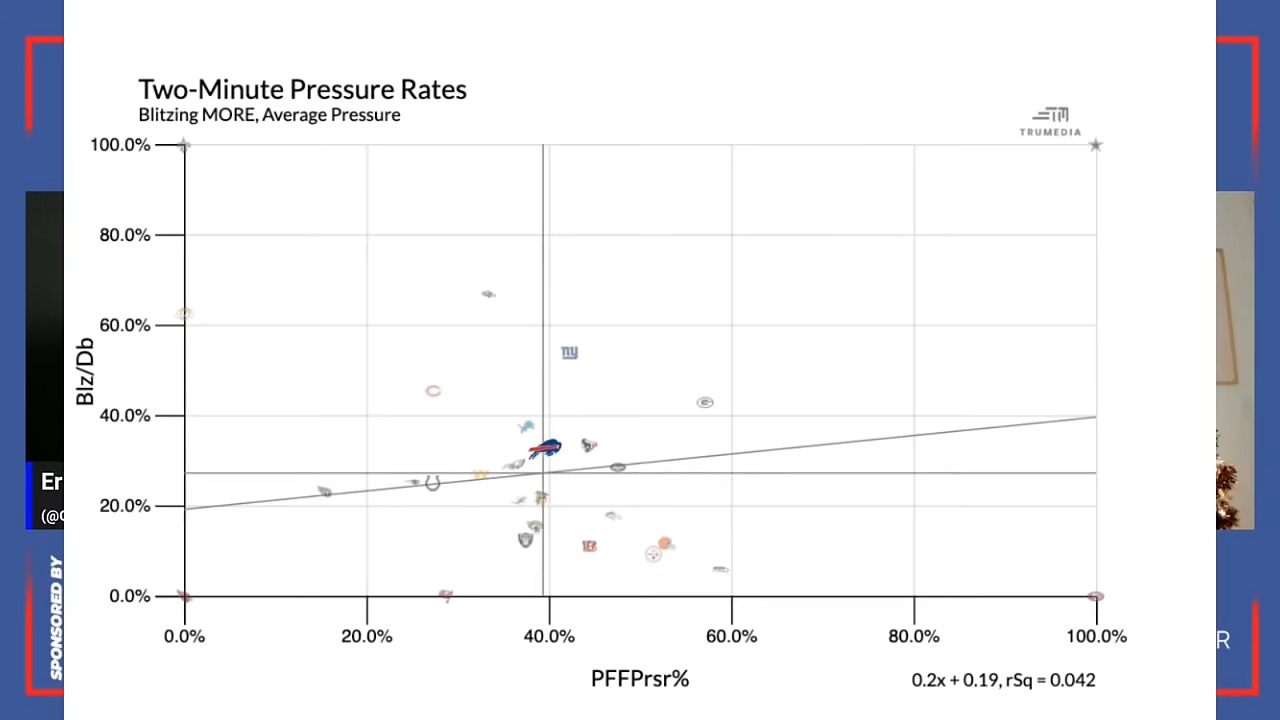 Two-Minute Pressure Rates
Blitzing MORE, Average Pressure
TRUMEDIA
100.0%
80.0%
60.0%
40.0%
20.0%
0.0%
Blz/Db
0.0% 20.0% 40.0% 60.0% 80.0% 100.0%
PFFPrsr%
0.2x + 0.19, rSq = 0.042
Er
(@
SPONSORED BY
R